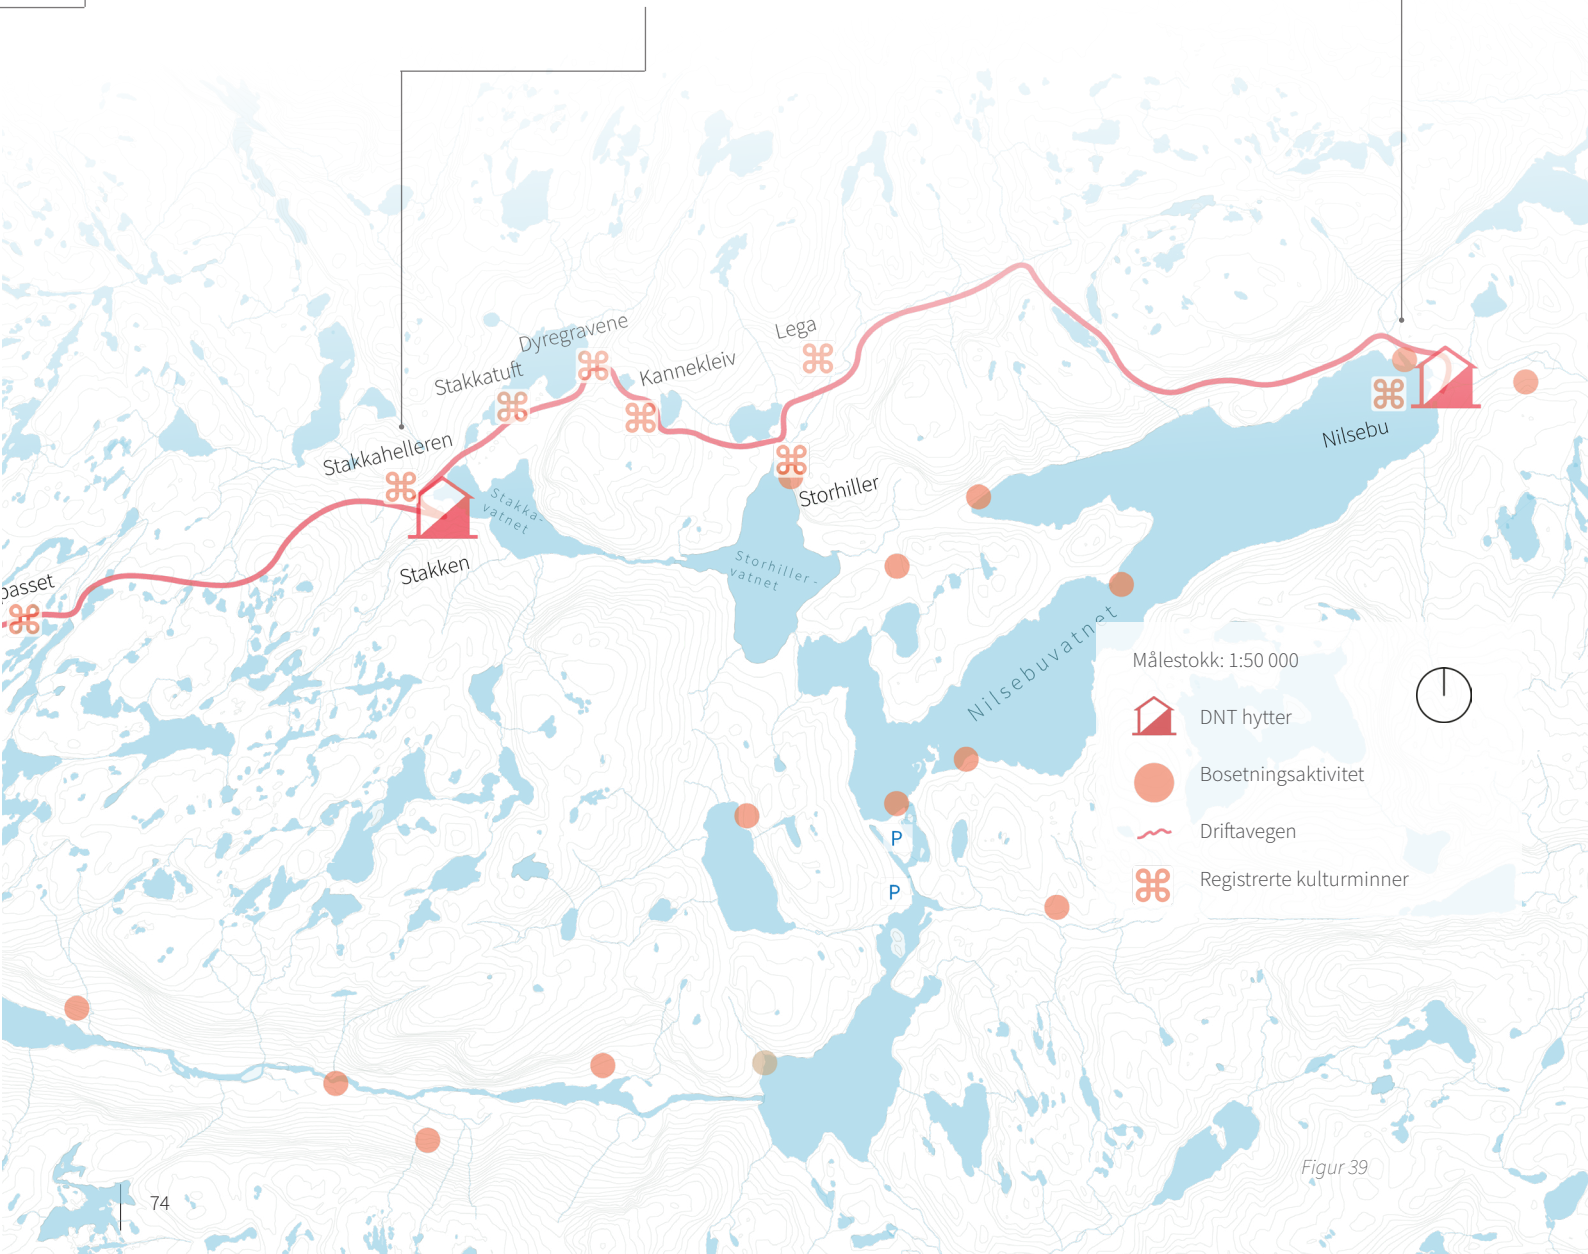 Dyregravene
Lega
Stakkatuft
Kannekleiv
Stakkahelleren
Nilsebu
Storhiller
Stakka-
vatnet
Stakken
Storhiller-
vatnet
passet
Nilsebuvatnet
Målestokk: 1:50 000
DNT hytter
Bosetningsaktivitet
Driftavegen
Registrerte kulturminner
P
P
Figur 39
74